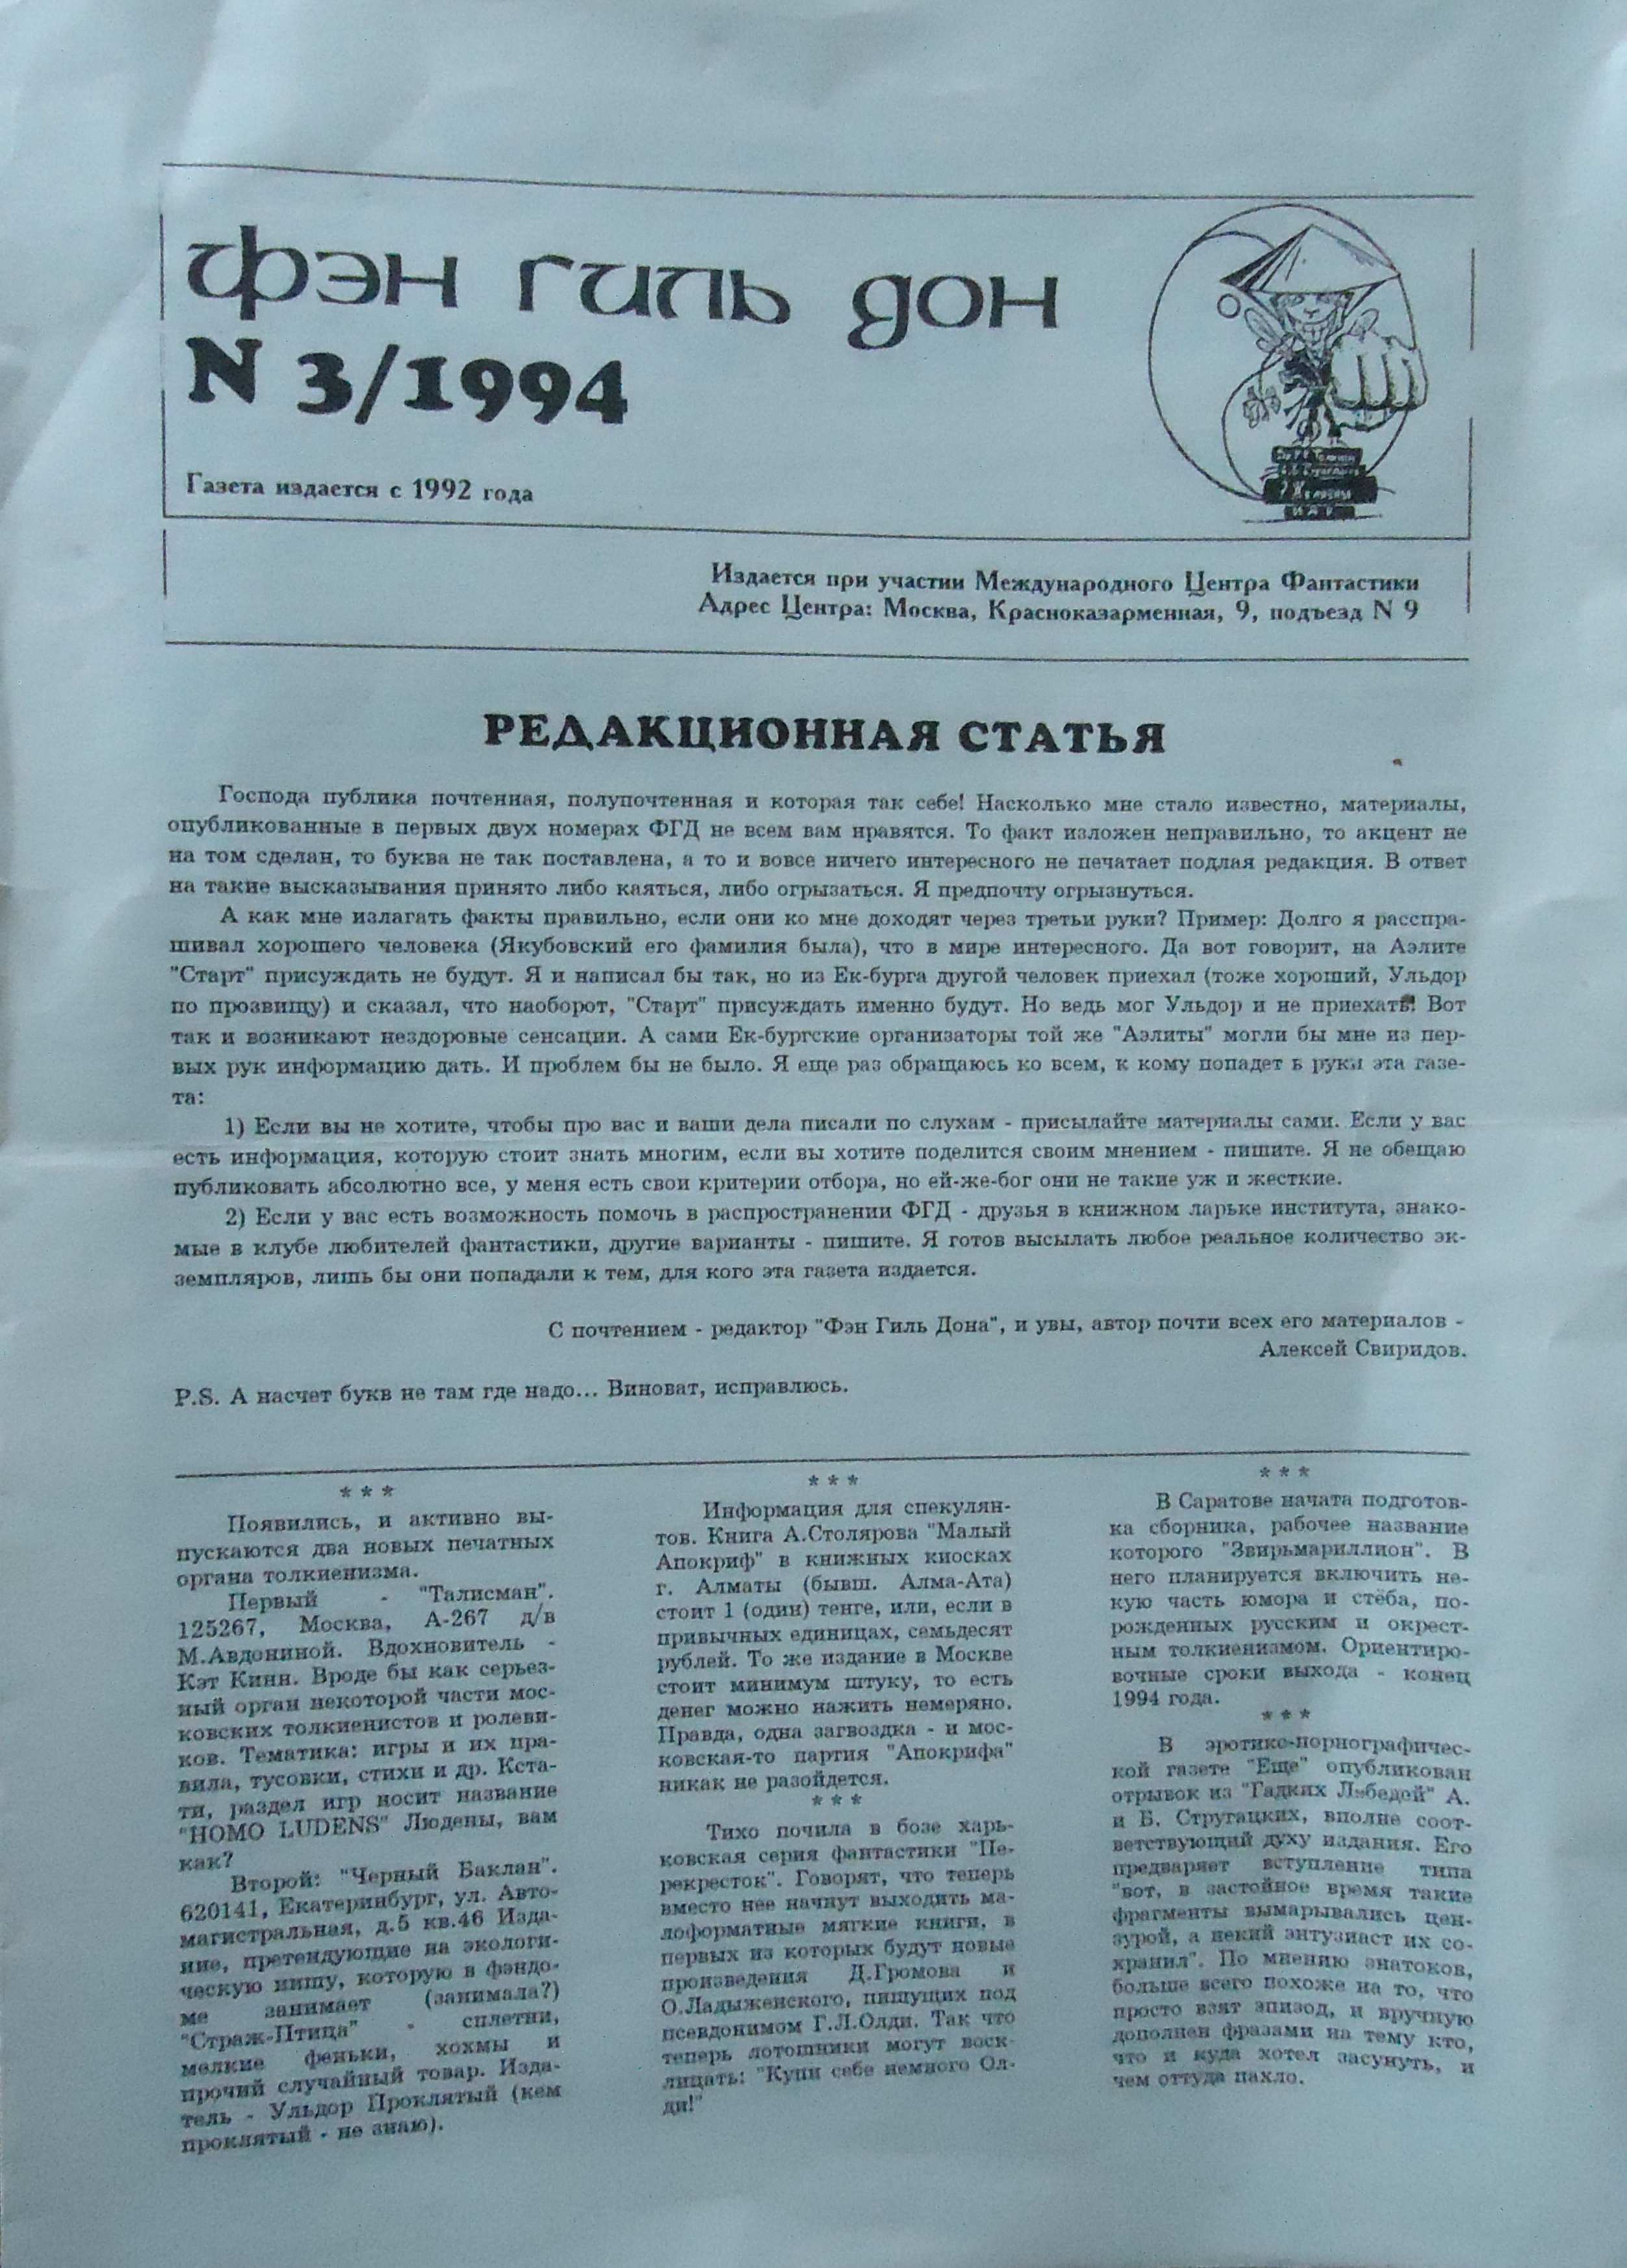 фэн гиль дон
N 3/1994
Газета издается с 1992 года
Издается при участии Международного Центра Фантастики
Адрес Центра: Москва, Красноказарменная, 9, подъезд N 9
РЕДАКЦИОННАЯ СТАТЬЯ
Господа публика почтенная, полупочтенная и которая так себе! Насколько мне стало известно, материалы,
опубликованные в первых двух номерах ФГД не всем вам нравятся. То факт изложен неправильно, то акцент не
на том сделан, то буква не так поставлена, а то и вовсе ничего интересного не печатает подлая редакция. В ответ
на такие высказывания принято либо каяться, либо огрызаться. Я предпочту огрызнуться.
А как мне излагать факты правильно, если они ко мне доходят через третьи руки? Пример: Долго я расспра-
шивал хорошего человека (Якубовский его фамилия была), что в мире интересного. Да вот говорит, на Аэлите
"Старт" присуждать не будут. Я и написал бы так, но из Ек-бурга другой человек приехал (тоже хороший, Ульдор
по прозвищу) и сказал, что наоборот, "Старт" присуждать именно будут. Но ведь мог Ульдор и не приехать! Вот
так и возникают нездоровые сенсации. А сами Ек-бургские организаторы той же "Аэлиты" могли бы мне из пер-
вых рук информацию дать. И проблем бы не было. Я еще раз обращаюсь ко всем, к кому попадет в руки эта газе-
та:
1) Если вы не хотите, чтобы про вас и ваши дела писали по слухам - присылайте материалы сами. Если у вас
есть информация, которую стоит знать многим, если вы хотите поделится своим мнением - пишите. Я не обещаю
публиковать абсолютно все, у меня есть свои критерии отбора, но ей-же-бог они не такие уж и жесткие.
2) Если у вас есть возможность помочь в распространении ФГД - друзья в книжном ларьке института, знако-
мые в клубе любителей фантастики, другие варианты - пишите. Я готов высылать любое реальное количество эк-
земпляров, лишь бы они попадали к тем, для кого эта газета издается.
С почтением - редактор "Фэн Гиль Дона", и увы, автор почти всех его материалов -
Алексей Свиридов.
P.S. А насчет букв не там где надо... Виноват, исправлюсь.
* * *
Появились, и активно вы-
пускаются два новых печатных
органа толкиенизма.
Первый - "Талисман".
125267, Москва, А-267 д/в
М.Авдониной. Вдохновитель -
Кэт Кинн. Вроде бы как серьез-
ный орган некоторой части мос-
ковских толкиенистов и ролеви-
ков. Тематика: игры и их пра-
вила, тусовки, стихи и др. Кста-
ти, раздел игр носит название
"HOMO LUDENS" Людены, вам
как?
Второй: "Черный Баклан".
620141, Екатеринбург, ул. Авто-
магистральная, д.5 кв.46 Изда-
ние, претендующие на экологи-
ческую нишу, которую в фэндо-
ме занимает (занимала?)
"Страж-Птица" - сплетни,
мелкие феньки, хохмы и
прочий случайный товар. Изда-
тель - Ульдор Проклятый (кем
проклятый - не знаю).
* * *
Информация для спекулян-
тов. Книга А.Столярова "Малый
Апокриф" в книжных киосках
г. Алматы (бывш. Алма-Ата)
стоит 1 (один) тенге, или, если в
привычных единицах, семьдесят
рублей. То же издание в Москве
стоит минимум штуку, то есть
денег можно нажить немеряно.
Правда, одна загвоздка - и мос-
ковская-то партия "Апокрифа"
никак не разойдется.
* * *
Тихо почила в бозе харь-
ковская серия фантастики "Пе-
рекресток". Говорят, что теперь
вместо нее начнут выходить ма-
лоформатные мягкие книги, в
первых из которых будут новые
произведения Д.Громова и
О.Ладыженского, пишущих под
псевдонимом Г.Л.Олди. Так что
теперь лотошники могут воск-
лицать: "Купи себе немного Ол-
ди!"
* * *
В Саратове начата подготов-
ка сборника, рабочее название
которого "Звирьмариллион". В
него планируется включить не-
кую часть юмора и стёба, по-
рожденных русским и окрест-
ным толкиенизмом. Ориентиро-
вочные сроки выхода - конец
1994 года.
* * *
В эротико-порнографичес-
кой газете "Еще" опубликован
отрывок из "Гадких Лебедей" А.
и Б. Стругацких, вполне соот-
ветствующий духу издания. Его
предваряет вступление типа
"вот, в застойное время такие
фрагменты вымарывались цен-
зурой, а некий энтузиаст их со-
хранил". По мнению знатоков,
больше всего похоже на то, что
просто взят эпизод, и вручную
дополнен фразами на тему кто,
что и куда хотел засунуть, и
чем оттуда пахло.